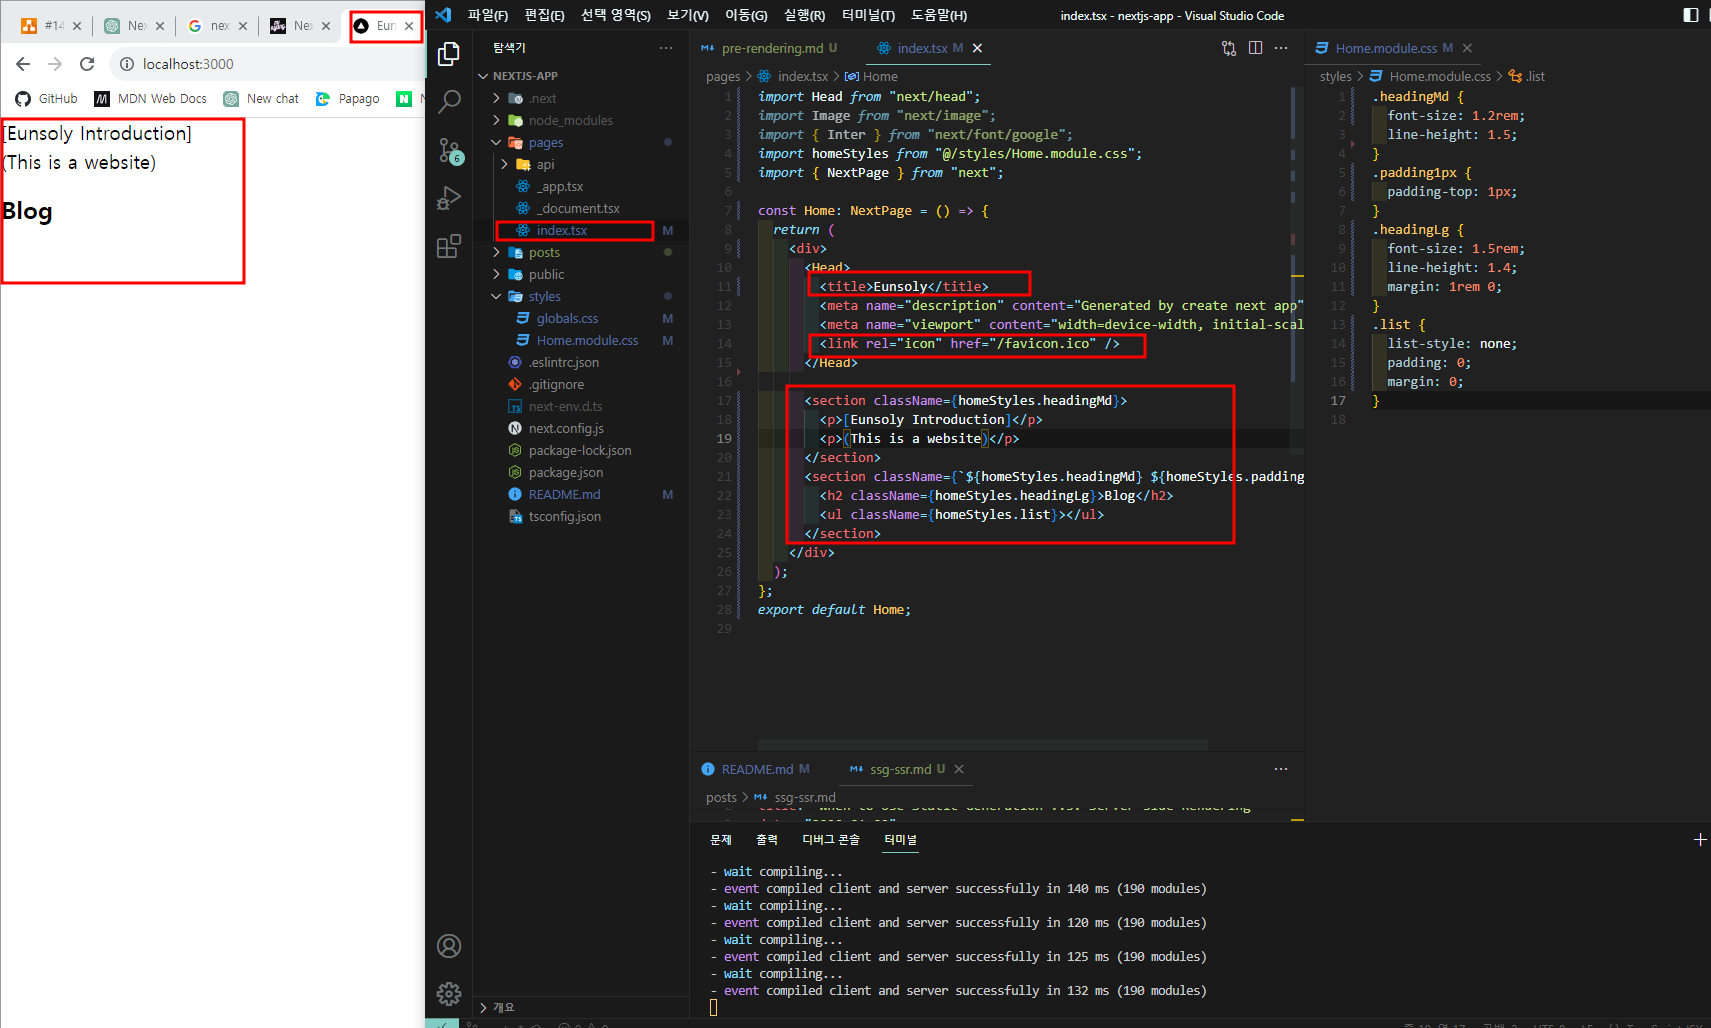 #14
Nex
nex
Nex
Eun
localhost:3000
GitHub
MDN Web Docs
New chat
Papago
[Eunsoly Introduction]
(This is a website)
Blog
파일(F) 편집(E) 선택 영역(S) 보기(V) 이동(G) 실행(R) 터미널(T) 도움말(H)
index.tsx - nextjs-app - Visual Studio Code
6
탐색기
NEXTJS-APP
.next
node_modules
pages
api
_app.tsx
_document.tsx
index.tsx M
posts
public
styles
globals.css M
Home.module.css M
.eslintrc.json
.gitignore
next-env.d.ts
next.config.js
package-lock.json
package.json
README.md M
tsconfig.json
개요
pre-rendering.md U
index.tsx M
pages > index.tsx > Home
1 import Head from "next/head";
2 import Image from "next/image";
3 import { Inter } from "next/font/google";
4 import homeStyles from "@/styles/Home.module.css";
5 import { NextPage } from "next";
6
7 const Home: NextPage = () => {
8 return (
9 <div>
10 <Head>
11 <title>Eunsoly</title>
12 <meta name="description" content="Generated by create next app"
13 <meta name="viewport" content="width=device-width, initial-scal
14 <link rel="icon" href="/favicon.ico" />
15 </Head>
16
17 <section className={homeStyles.headingMd}>
18 <p>[Eunsoly Introduction]</p>
19 <p>(This is a website)</p>
20 </section>
21 <section className={`${homeStyles.headingMd} ${homeStyles.padding
22 <h2 className={homeStyles.headingLg}>Blog</h2>
23 <ul className={homeStyles.list}></ul>
24 </section>
25 </div>
26 );
27 };
28 export default Home;
29
Home.module.css M
styles > Home.module.css > .list
1 .headingMd {
2 font-size: 1.2rem;
3 line-height: 1.5;
4 }
5 .padding1px {
6 padding-top: 1px;
7 }
8 .headingLg {
9 font-size: 1.5rem;
10 line-height: 1.4;
11 margin: 1rem 0;
12 }
13 .list {
14 list-style: none;
15 padding: 0;
16 margin: 0;
17 }
18
README.md M
ssg-ssr.md U
posts > ssg-ssr.md
문제 출력 디버그 콘솔 터미널
- wait compiling...
- event compiled client and server successfully in 140 ms (190 modules)
- wait compiling...
- event compiled client and server successfully in 120 ms (190 modules)
- wait compiling...
- event compiled client and server successfully in 125 ms (190 modules)
- wait compiling...
- event compiled client and server successfully in 132 ms (190 modules)